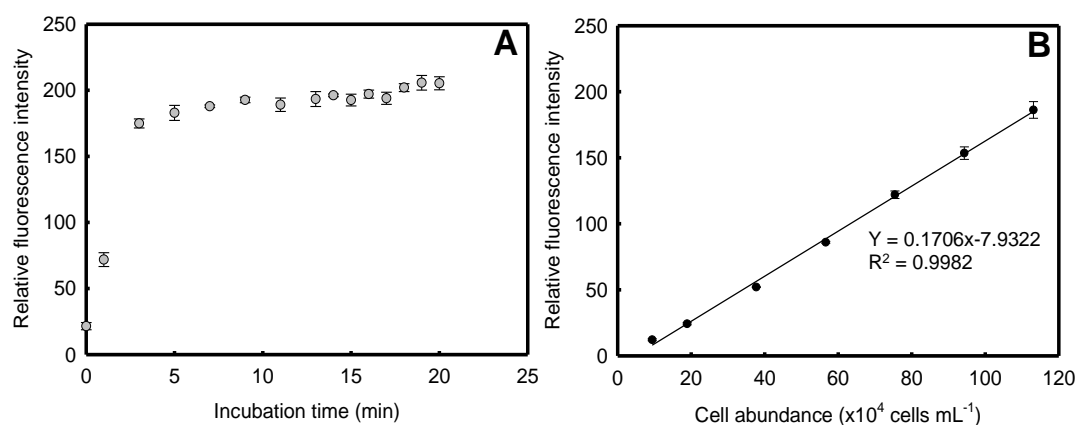 A
Relative fluorescence intensity
250
200
150
100
50
0
0 5 10 15 20 25
Incubation time (min)
B
Relative fluorescence intensity
250
200
150
100
50
0
Y = 0.1706x-7.9322
R² = 0.9982
0 20 40 60 80 100 120
Cell abundance (x10⁴ cells mL⁻¹)